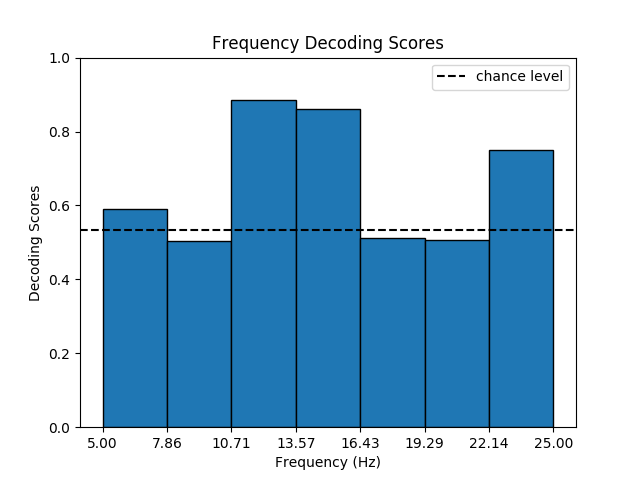 Frequency Decoding Scores
chance level
Decoding Scores
1.0
0.8
0.6
0.4
0.2
0.0
5.00 7.86 10.71 13.57 16.43 19.29 22.14 25.00
Frequency (Hz)